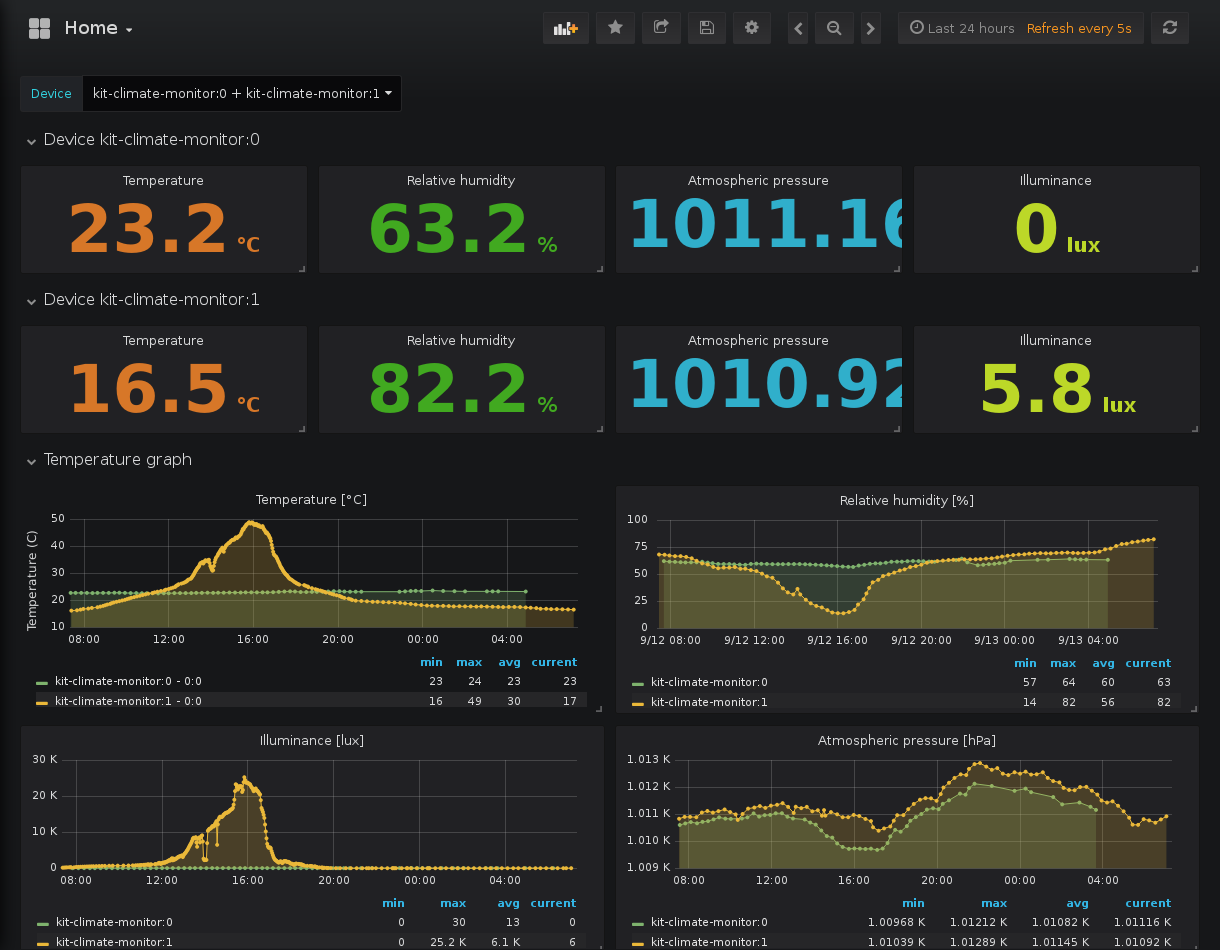 Home
Last 24 hours Refresh every 5s
Device kit-climate-monitor:0 + kit-climate-monitor:1
Device kit-climate-monitor:0
Temperature Relative humidity Atmospheric pressure Illuminance
23.2 °C 63.2 % 1011.16 0 lux
Device kit-climate-monitor:1
Temperature Relative humidity Atmospheric pressure Illuminance
16.5 °C 82.2 % 1010.92 5.8 lux
Temperature graph
Temperature [°C]
Temperature (C)
50
40
30
20
10
08:00 12:00 16:00 20:00 00:00 04:00
min max avg current
kit-climate-monitor:0 - 0:0 23 24 23 23
kit-climate-monitor:1 - 0:0 16 49 30 17
Relative humidity [%]
100
75
50
25
0
9/12 08:00 9/12 12:00 9/12 16:00 9/12 20:00 9/13 00:00 9/13 04:00
min max avg current
kit-climate-monitor:0 57 64 60 63
kit-climate-monitor:1 14 82 56 82
Illuminance [lux]
30 K
20 K
10 K
0
08:00 12:00 16:00 20:00 00:00 04:00
min max avg current
kit-climate-monitor:0 0 30 13 0
kit-climate-monitor:1 0 25.2 K 6.1 K 6
Atmospheric pressure [hPa]
1.013 K
1.012 K
1.011 K
1.010 K
1.009 K
08:00 12:00 16:00 20:00 00:00 04:00
min max avg current
kit-climate-monitor:0 1.00968 K 1.01212 K 1.01082 K 1.01116 K
kit-climate-monitor:1 1.01039 K 1.01289 K 1.01145 K 1.01092 K